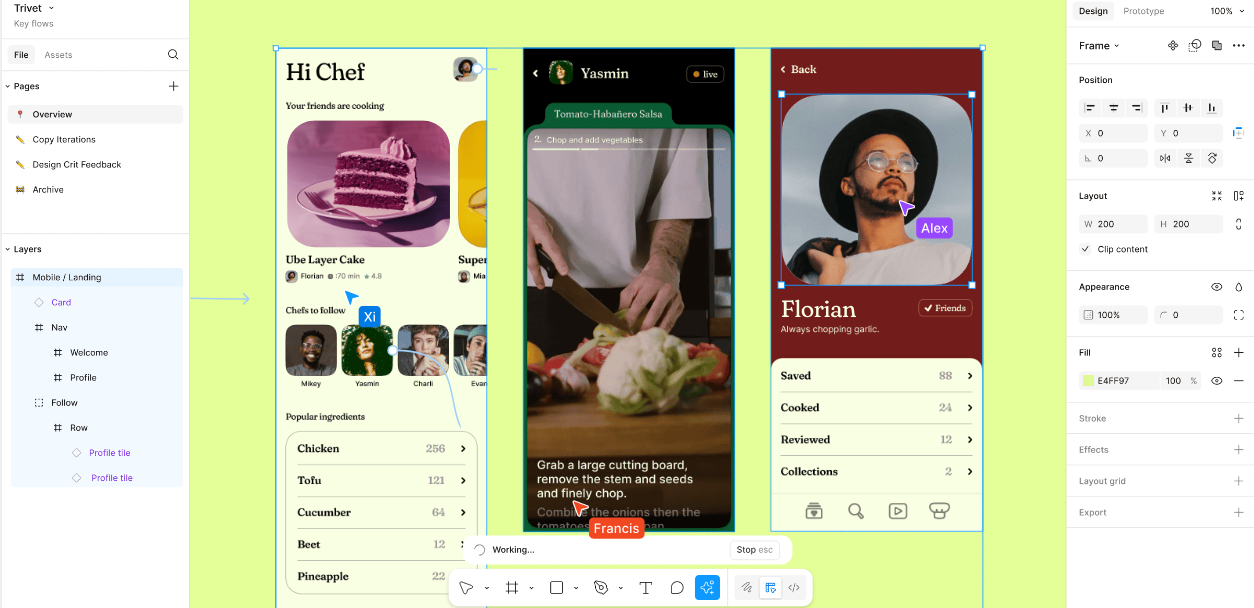 Trivet
Key flows
File
Assets
Pages
Overview
Copy Iterations
Design Crit Feedback
Archive
Layers
Mobile / Landing
Card
Nav
Welcome
Profile
Follow
Row
Profile tile
Profile tile
Hi Chef
Your friends are cooking
Ube Layer Cake
Florian
:70 min
4.8
Super
Mia
Chefs to follow
Xi
Mikey
Yasmin
Charli
Evan
Popular ingredients
Chicken 256
Tofu 121
Cucumber 64
Beet 12
Pineapple 22
Yasmin
live
Tomato-Habañero Salsa
2. Chop and add vegetables
Grab a large cutting board,
remove the stem and seeds
and finely chop.
Combine the onions then the
Francis
Back
Alex
Florian
Friends
Always chopping garlic.
Saved 88
Cooked 24
Reviewed 12
Collections 2
Working...
Stop esc
Design
Prototype
100%
Frame
Position
X 0
Y 0
0
Layout
W 200
H 200
Clip content
Appearance
100%
0
Fill
E4FF97 100 %
Stroke
Effects
Layout grid
Export